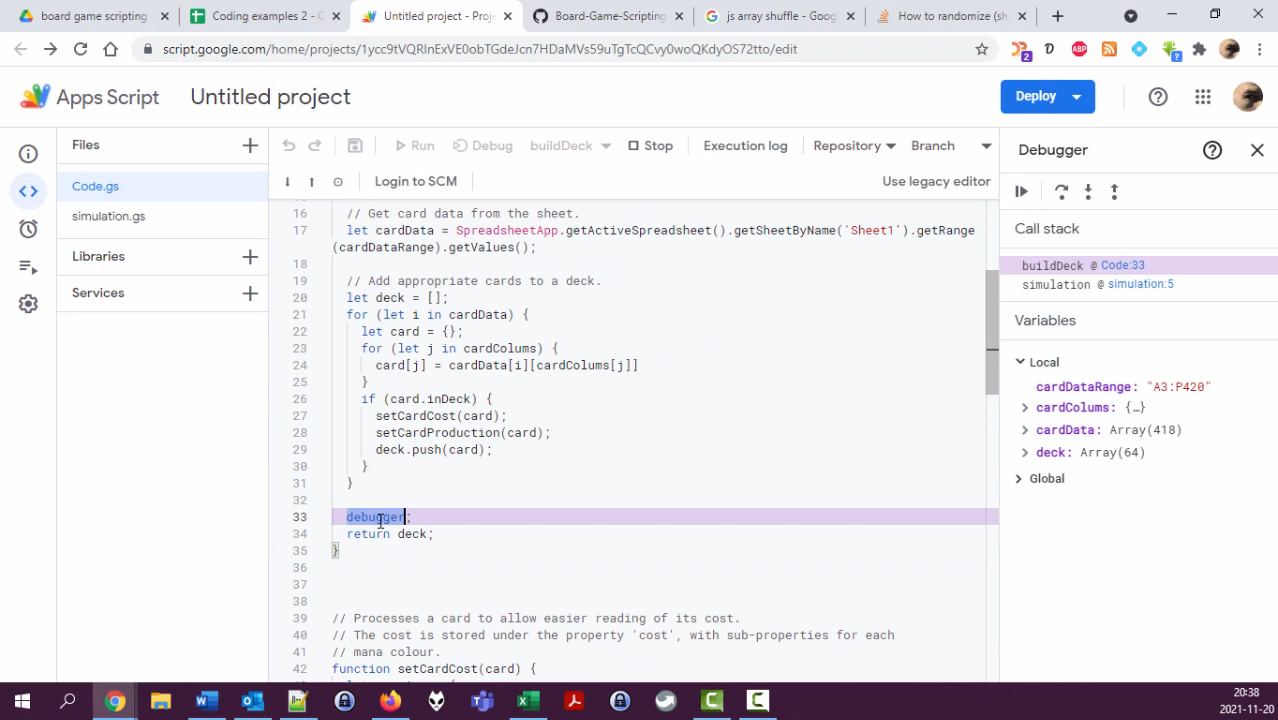 board game scripting
Coding examples 2 - G
Untitled project - Proje
Board-Game-Scripting
js array shuffle - Goog
How to randomize (sh
script.google.com/home/projects/1ycc9tVQRlnExVE0obTGdeJcn7HDaMVs59uTgTcQCvy0woQKdyOS72tto/edit
2
ABP
?
Apps Script
Untitled project
Deploy
Files
Code.gs
simulation.gs
Libraries
Services
Run
Debug
buildDeck
Stop
Execution log
Repository
Branch
Login to SCM
Use legacy editor
16 // Get card data from the sheet.
17 let cardData = SpreadsheetApp.getActiveSpreadsheet().getSheetByName('Sheet1').getRange
(cardDataRange).getValues();
18
19 // Add appropriate cards to a deck.
20 let deck = [];
21 for (let i in cardData) {
22 let card = {};
23 for (let j in cardColums) {
24 card[j] = cardData[i][cardColums[j]]
25 }
26 if (card.inDeck) {
27 setCardCost(card);
28 setCardProduction(card);
29 deck.push(card);
30 }
31 }
32
33 debugger;
34 return deck;
35 }
36
37
38
39 // Processes a card to allow easier reading of its cost.
40 // The cost is stored under the property 'cost', with sub-properties for each
41 // mana colour.
42 function setCardCost(card) {
Debugger
Call stack
buildDeck @ Code:33
simulation @ simulation:5
Variables
Local
cardDataRange: "A3:P420"
cardColums: {…}
cardData: Array(418)
deck: Array(64)
Global
20:38
2021-11-20